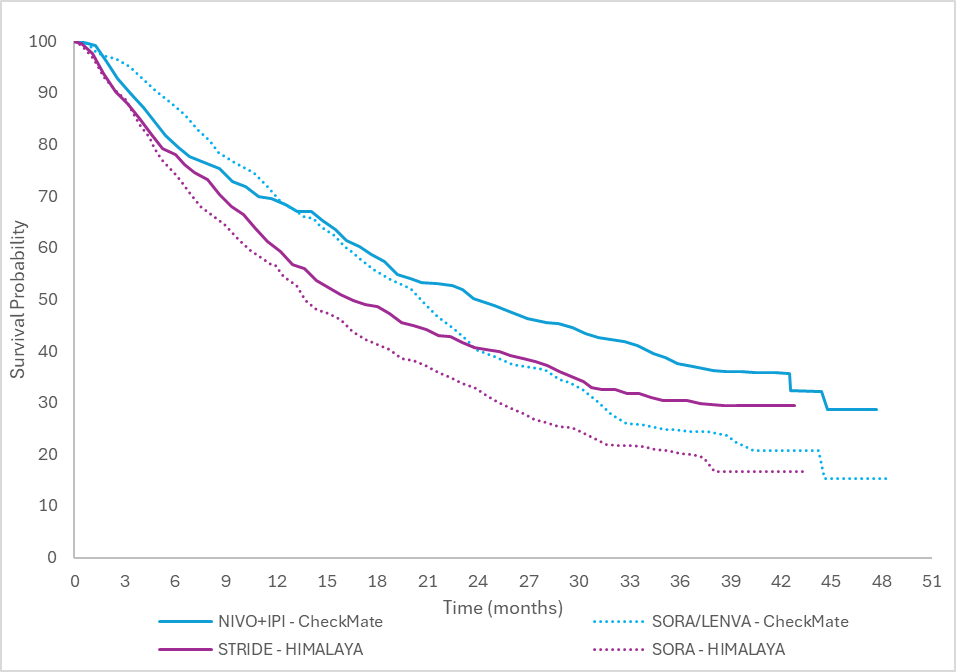 100
90
80
70
60
50
40
30
20
10
0
Survival Probability
0 3 6 9 12 15 18 21 24 27 30 33 36 39 42 45 48 51
Time (months)
NIVO+IPI - CheckMate SORA/LENVA - CheckMate
STRIDE - HIMALAYA SORA - HIMALAYA